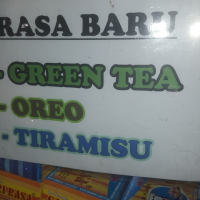 RASA BARU
- GREEN TEA
- OREO
- TIRAMISU